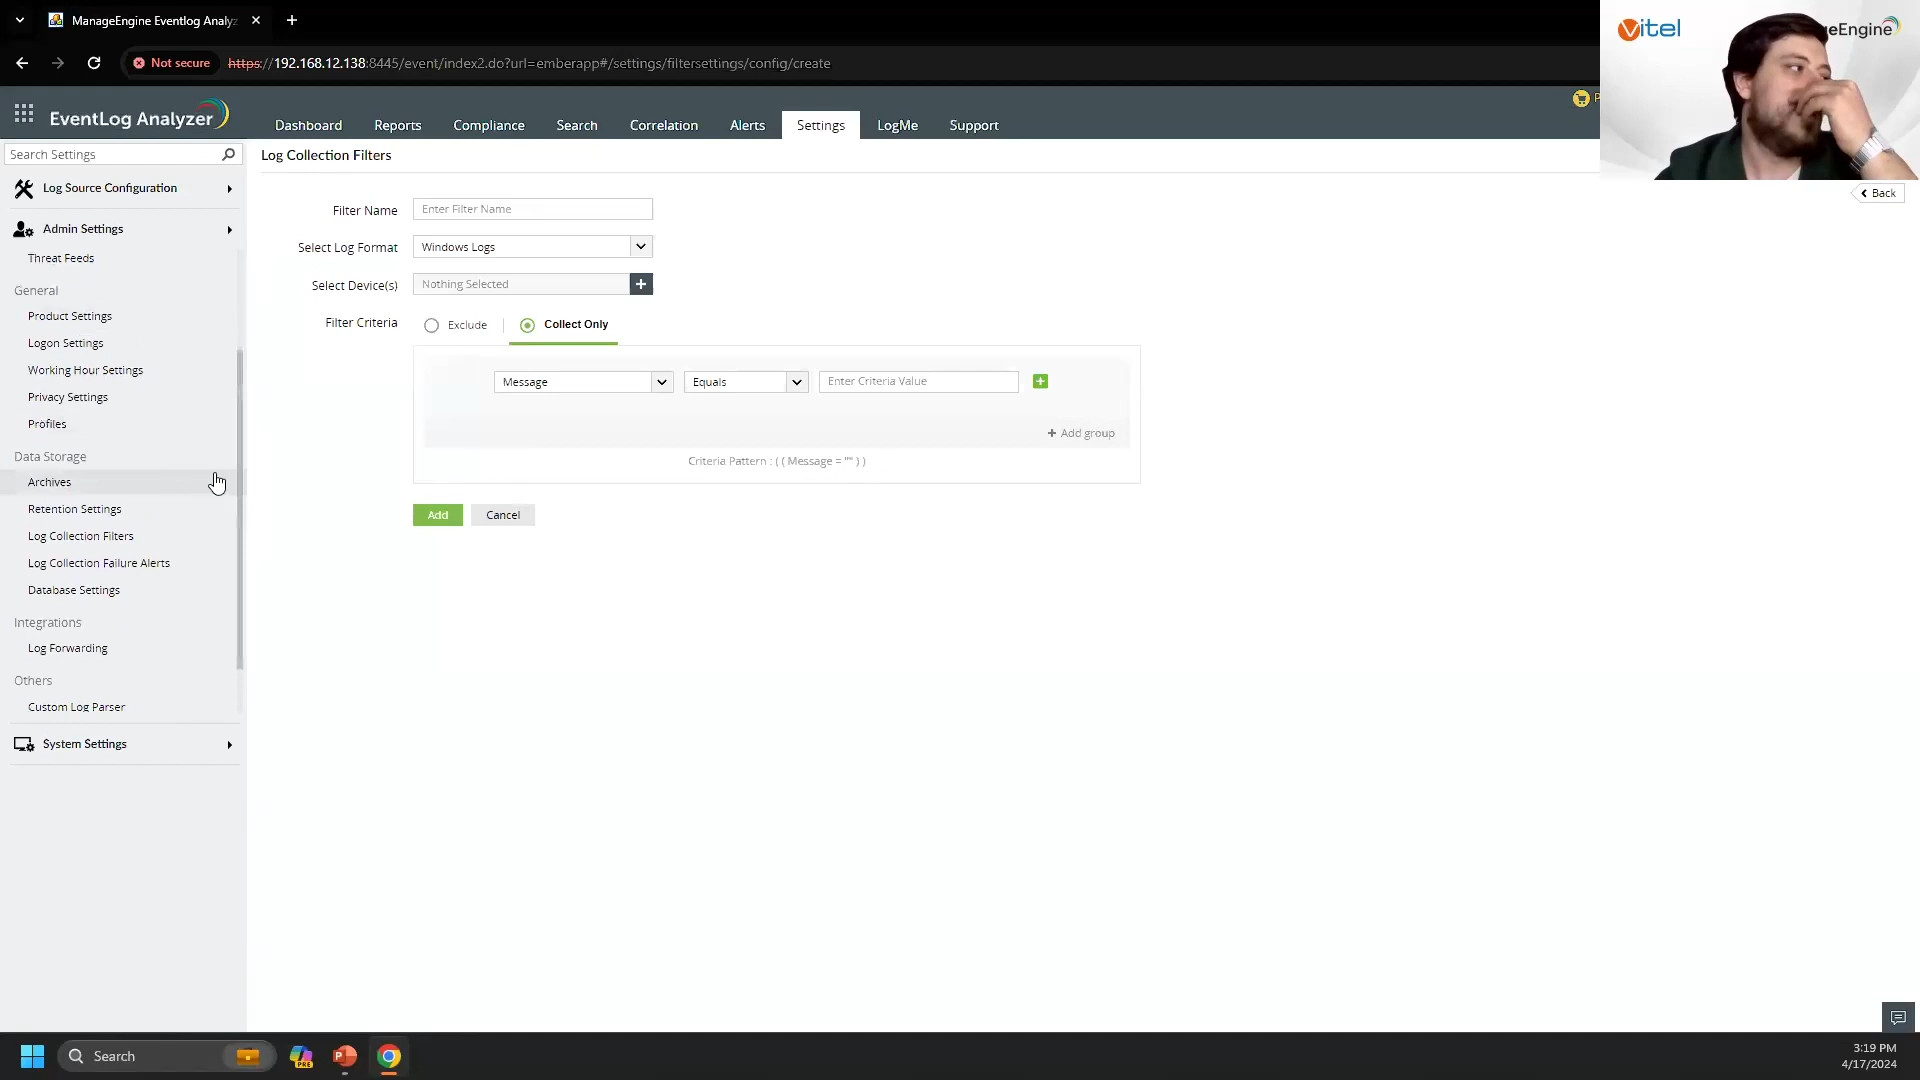 ManageEngine Eventlog Analyz
Not secure
https://192.168.12.138:8445/event/index2.do?url=emberapp#/settings/filtersettings/config/create
Vitel
EventLog Analyzer
Dashboard
Reports
Compliance
Search
Correlation
Alerts
Settings
LogMe
Support
Search Settings
Log Collection Filters
Back
Log Source Configuration
Admin Settings
Threat Feeds
General
Product Settings
Logon Settings
Working Hour Settings
Privacy Settings
Profiles
Data Storage
Archives
Retention Settings
Log Collection Filters
Log Collection Failure Alerts
Database Settings
Integrations
Log Forwarding
Others
Custom Log Parser
System Settings
Filter Name
Enter Filter Name
Select Log Format
Windows Logs
Select Device(s)
Nothing Selected
Filter Criteria
Exclude
Collect Only
Message
Equals
Enter Criteria Value
+ Add group
Criteria Pattern : ( ( Message = "" ) )
Add
Cancel
Search
PRE
3:19 PM
4/17/2024